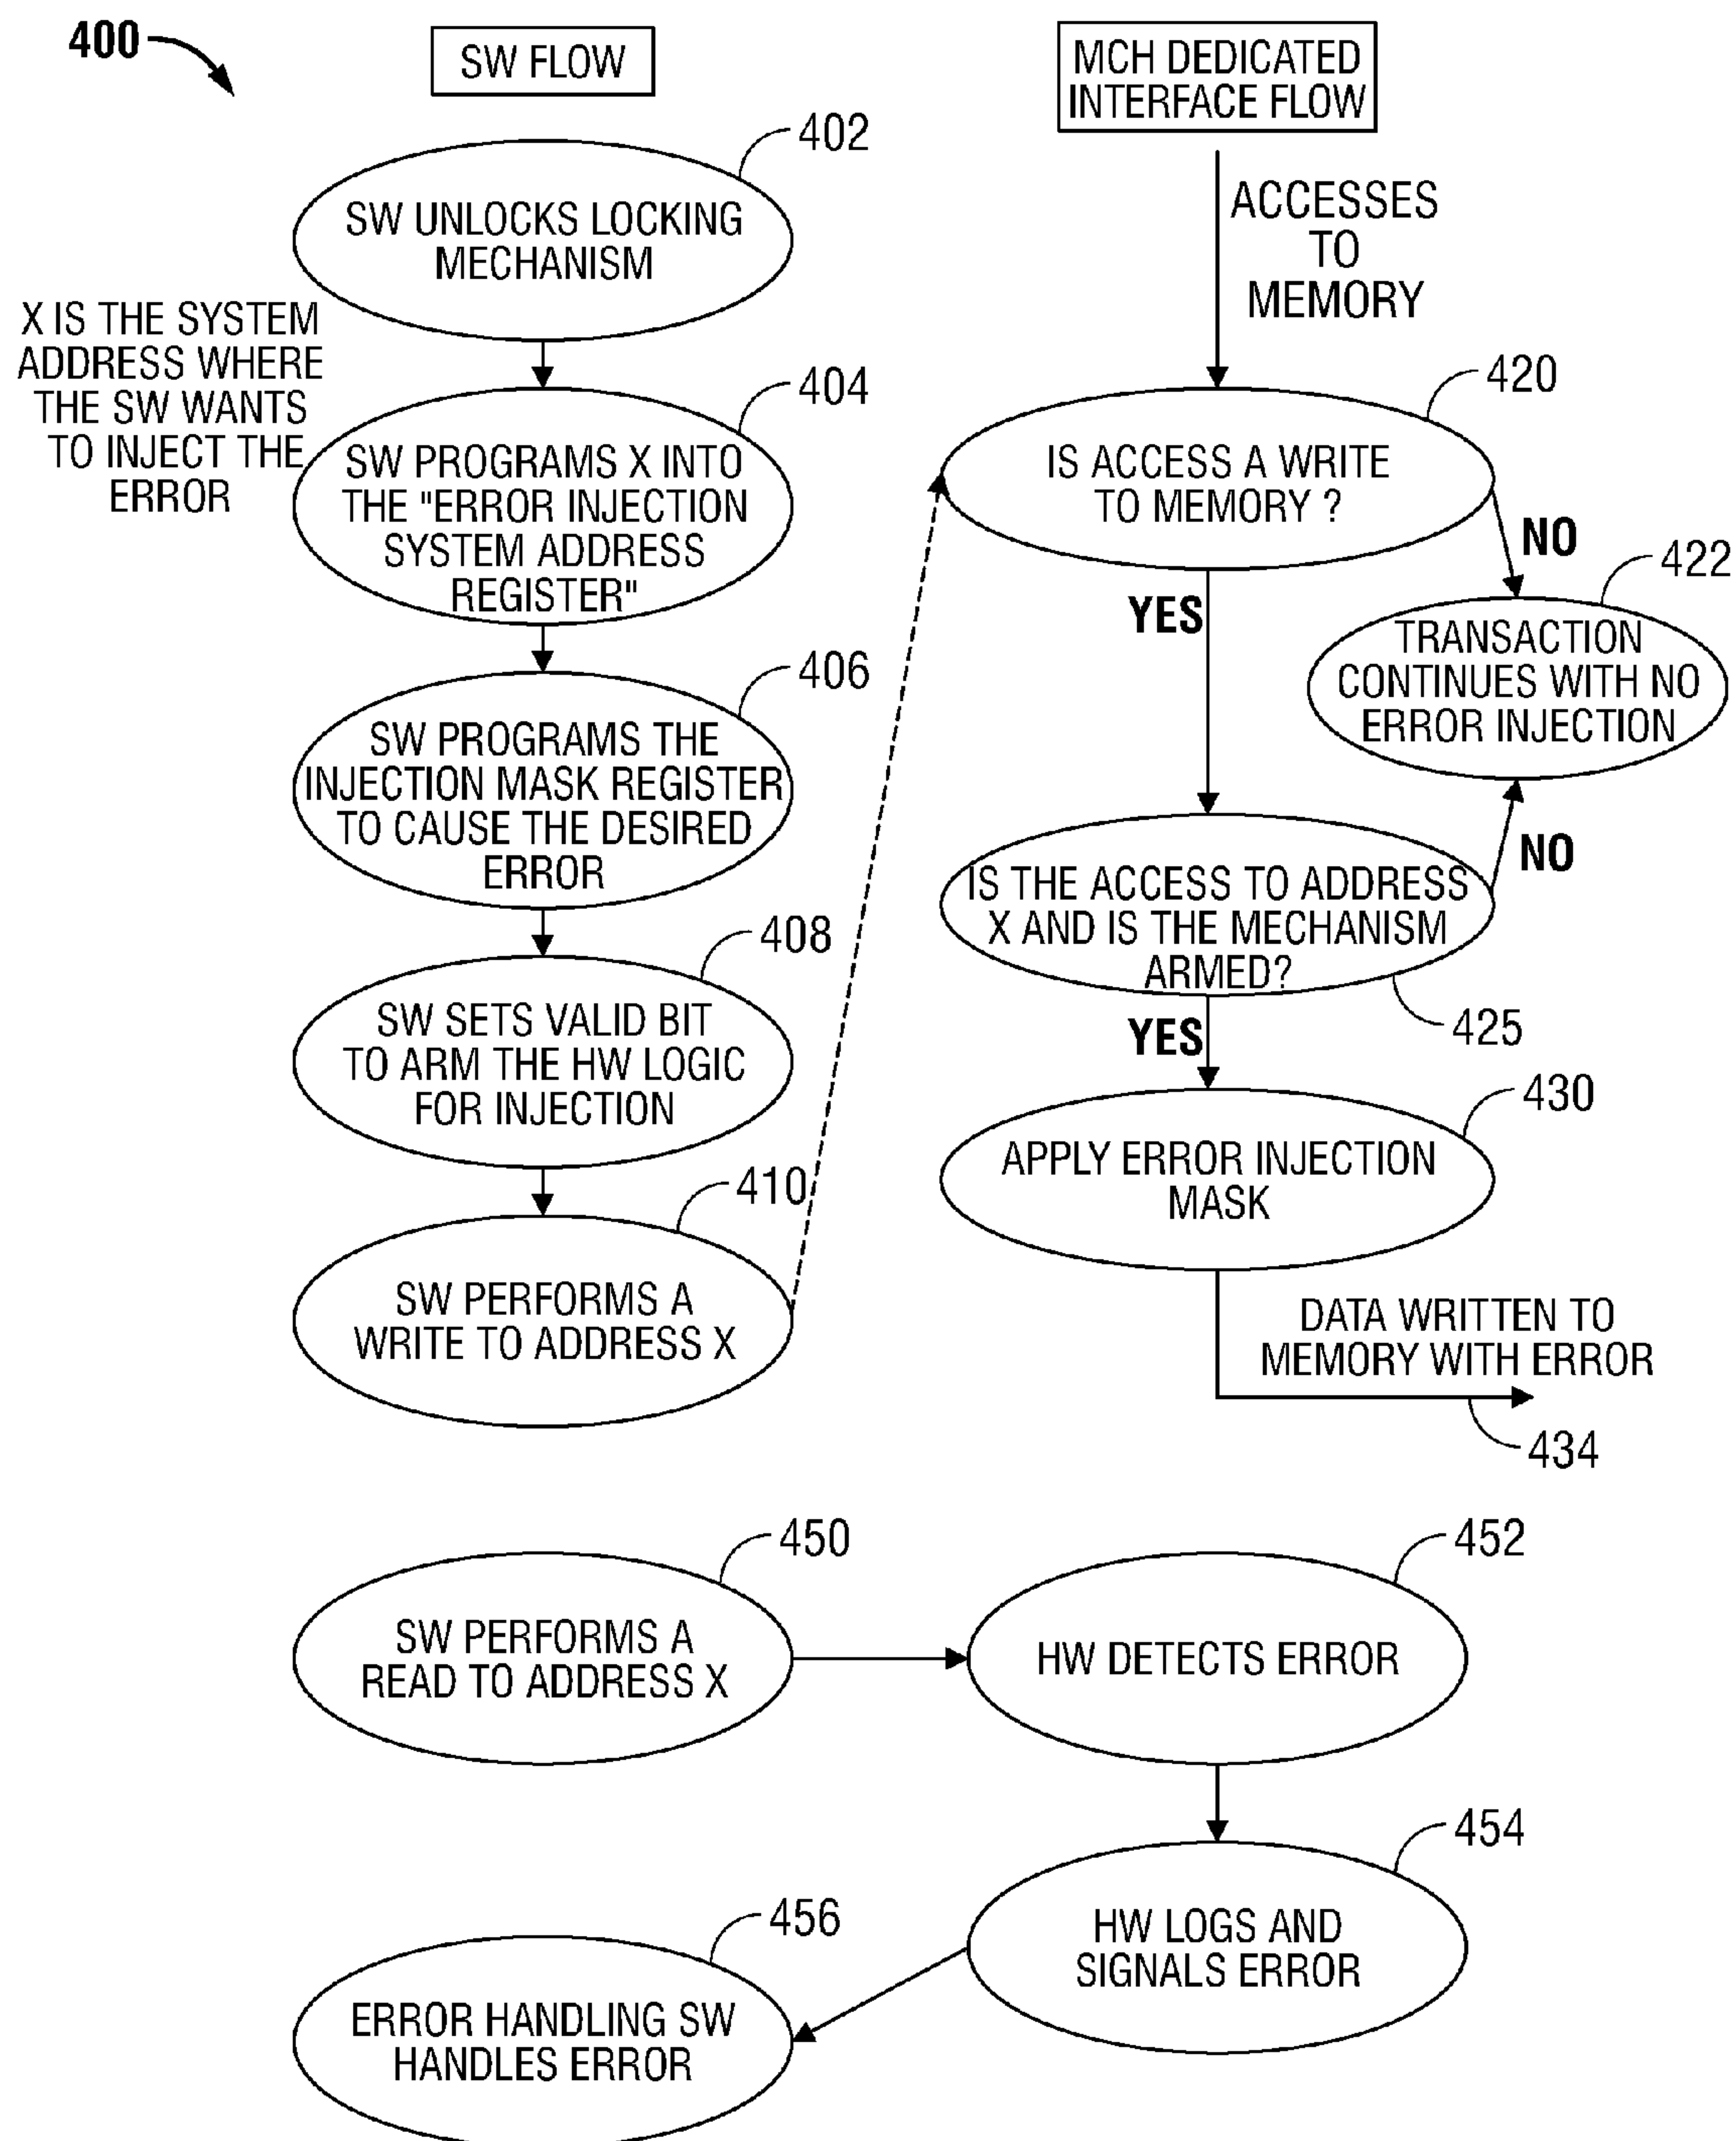 400
SW FLOW
402
SW UNLOCKS LOCKING
MECHANISM
X IS THE SYSTEM
ADDRESS WHERE
THE SW WANTS
TO INJECT THE
ERROR
404
SW PROGRAMS X INTO
THE "ERROR INJECTION
SYSTEM ADDRESS
REGISTER"
406
SW PROGRAMS THE
INJECTION MASK REGISTER
TO CAUSE THE DESIRED
ERROR
408
SW SETS VALID BIT
TO ARM THE HW LOGIC
FOR INJECTION
410
SW PERFORMS A
WRITE TO ADDRESS X
MCH DEDICATED
INTERFACE FLOW
ACCESSES
TO
MEMORY
420
IS ACCESS A WRITE
TO MEMORY ?
NO
422
TRANSACTION
CONTINUES WITH NO
ERROR INJECTION
YES
NO
IS THE ACCESS TO ADDRESS
X AND IS THE MECHANISM
ARMED?
425
YES
430
APPLY ERROR INJECTION
MASK
DATA WRITTEN TO
MEMORY WITH ERROR
434
450
SW PERFORMS A
READ TO ADDRESS X
452
HW DETECTS ERROR
454
HW LOGS AND
SIGNALS ERROR
456
ERROR HANDLING SW
HANDLES ERROR